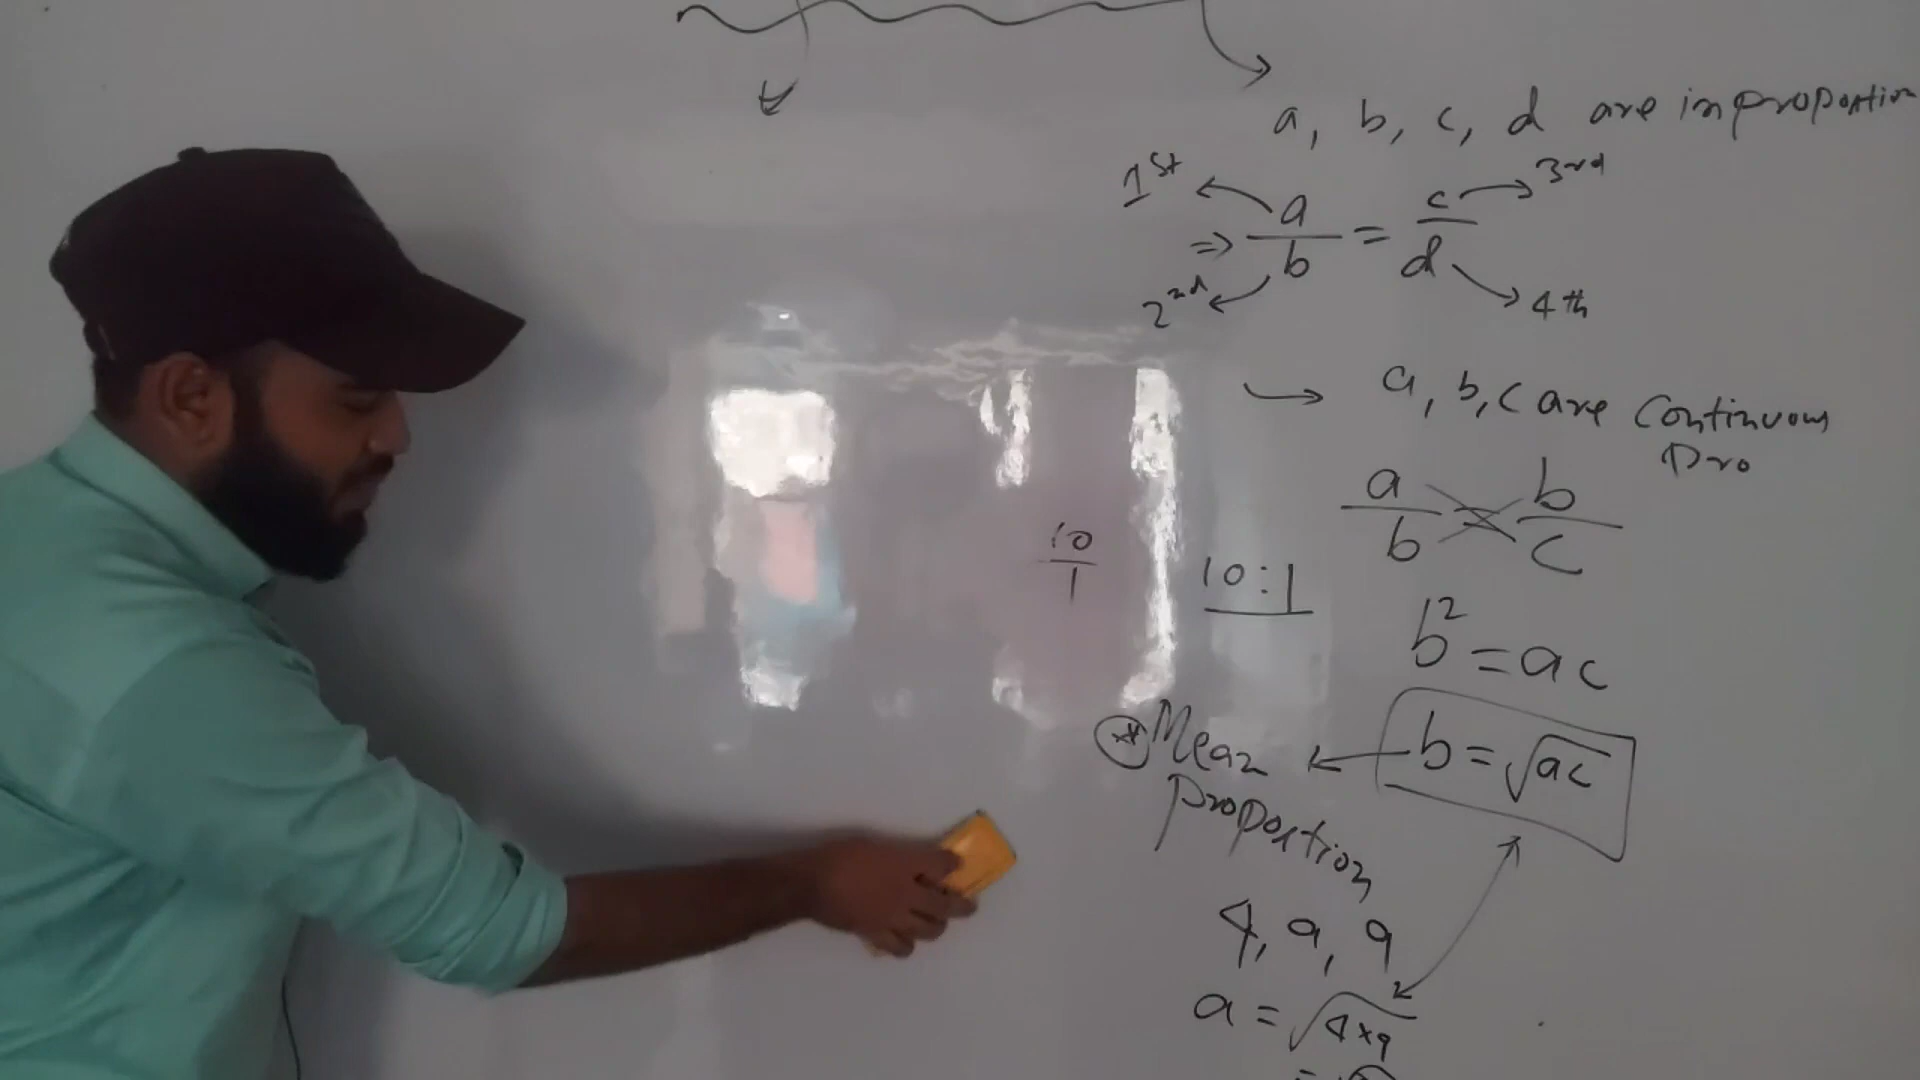 a, b, c, d are in proportion
1st 3rd
⇒ a/b = c/d
2nd 4th
→ a, b, c are Continuous
Pro
a/b = b/c
10/1 10:1
b² = ac
b = √ac
Mean
proportion
4, a, 9
a = √4×9